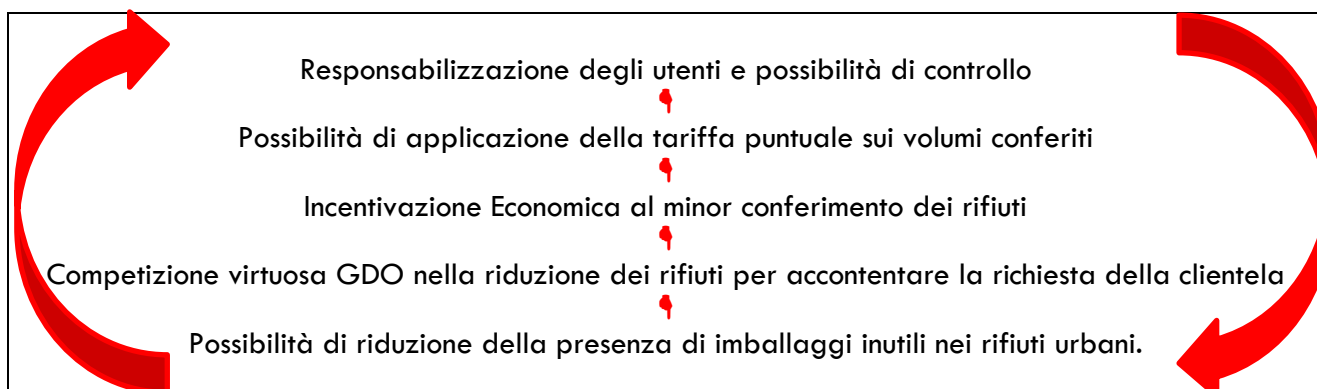 Responsabilizzazione degli utenti e possibilità di controllo
Possibilità di applicazione della tariffa puntuale sui volumi conferiti
Incentivazione Economica al minor conferimento dei rifiuti
Competizione virtuosa GDO nella riduzione dei rifiuti per accontentare la richiesta della clientela
Possibilità di riduzione della presenza di imballaggi inutili nei rifiuti urbani.